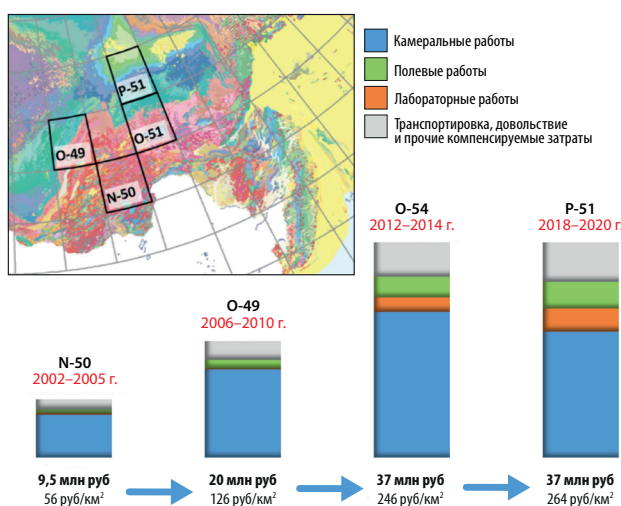 P-51
O-49
O-51
N-50
Камеральные работы
Полевые работы
Лабораторные работы
Транспортировка, довольствие
и прочие компенсируемые затраты
N-50
2002–2005 г.
9,5 млн руб
56 руб/км²
O-49
2006–2010 г.
20 млн руб
126 руб/км²
O-54
2012–2014 г.
37 млн руб
246 руб/км²
P-51
2018–2020 г.
37 млн руб
264 руб/км²